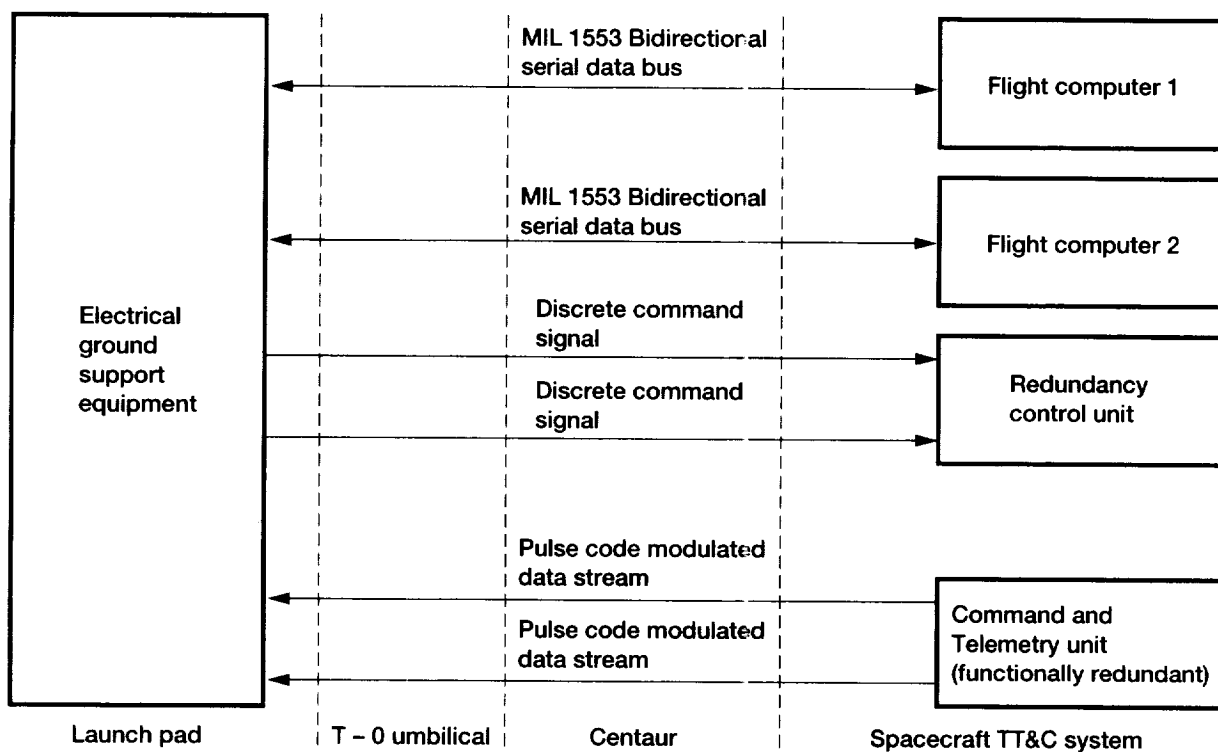 MIL 1553 Bidirectional
serial data bus
Flight computer 1
MIL 1553 Bidirectional
serial data bus
Flight computer 2
Electrical
ground
support
equipment
Discrete command
signal
Discrete command
signal
Redundancy
control unit
Pulse code modulated
data stream
Pulse code modulated
data stream
Command and
Telemetry unit
(functionally redundant)
Launch pad
T – 0 umbilical
Centaur
Spacecraft TT&C system